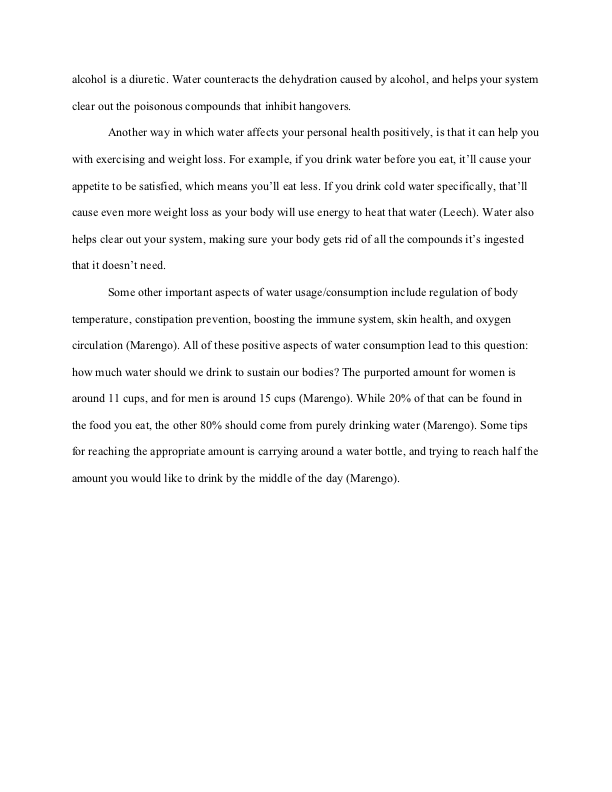 alcohol is a diuretic. Water counteracts the dehydration caused by alcohol, and helps your system
clear out the poisonous compounds that inhibit hangovers.
Another way in which water affects your personal health positively, is that it can help you
with exercising and weight loss. For example, if you drink water before you eat, it’ll cause your
appetite to be satisfied, which means you’ll eat less. If you drink cold water specifically, that’ll
cause even more weight loss as your body will use energy to heat that water (Leech). Water also
helps clear out your system, making sure your body gets rid of all the compounds it’s ingested
that it doesn’t need.
Some other important aspects of water usage/consumption include regulation of body
temperature, constipation prevention, boosting the immune system, skin health, and oxygen
circulation (Marengo). All of these positive aspects of water consumption lead to this question:
how much water should we drink to sustain our bodies? The purported amount for women is
around 11 cups, and for men is around 15 cups (Marengo). While 20% of that can be found in
the food you eat, the other 80% should come from purely drinking water (Marengo). Some tips
for reaching the appropriate amount is carrying around a water bottle, and trying to reach half the
amount you would like to drink by the middle of the day (Marengo).